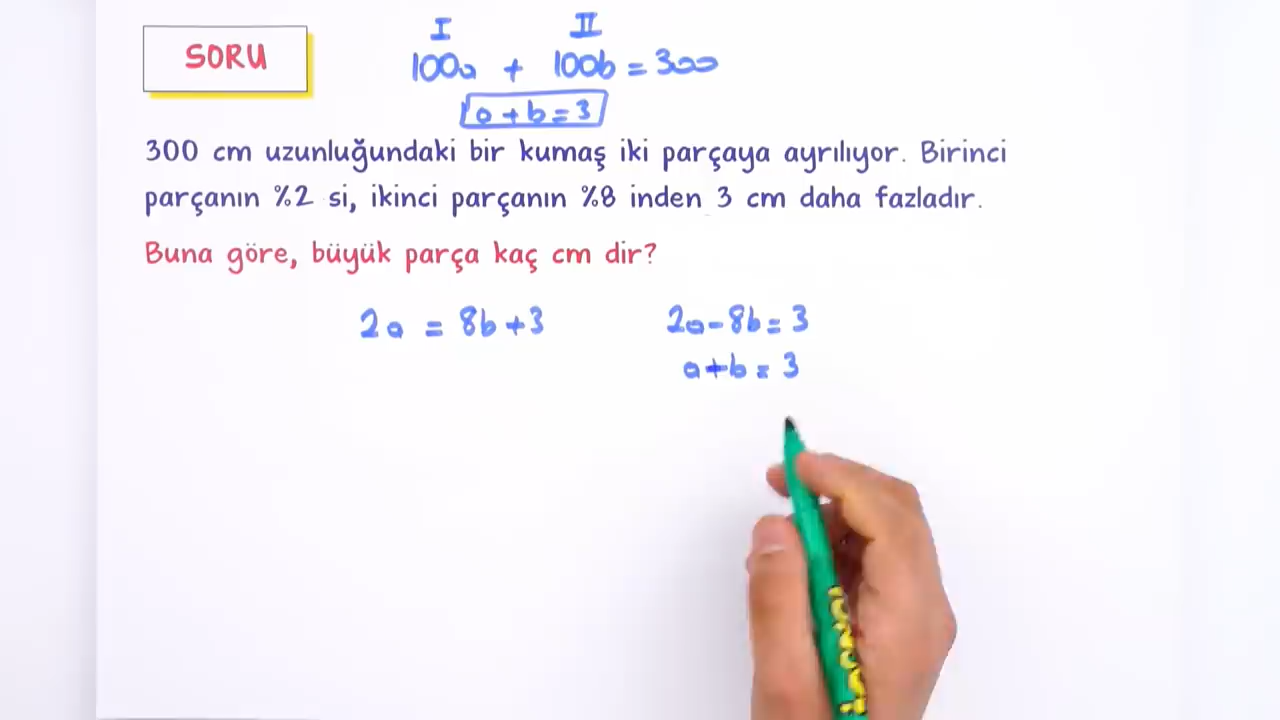 SORU
I II
100a + 100b = 300
a + b = 3
300 cm uzunluğundaki bir kumaş iki parçaya ayrılıyor. Birinci
parçanın %2 si, ikinci parçanın %8 inden 3 cm daha fazladır.
Buna göre, büyük parça kaç cm dir?
2a = 8b + 3
2a - 8b = 3
a + b = 3